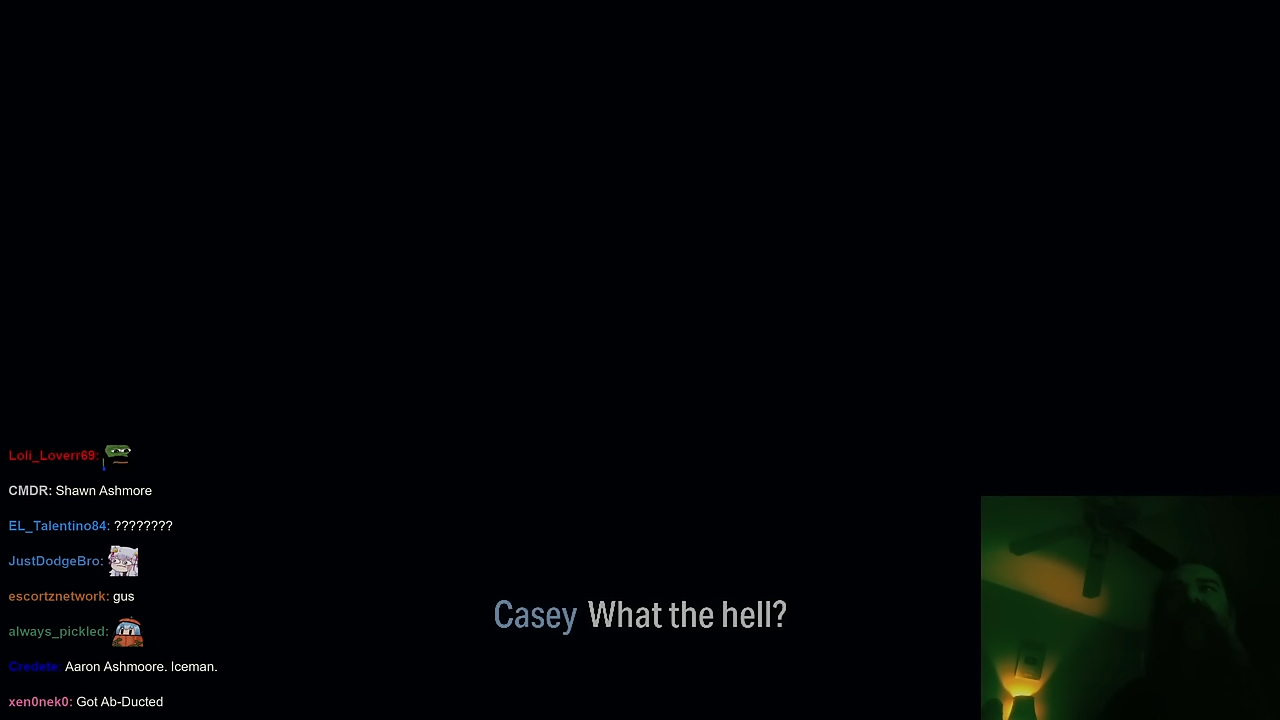 Loli_Loverr69:
CMDR: Shawn Ashmore
EL_Talentino84: ????????
JustDodgeBro:
escortznetwork: gus
always_pickled:
Credete: Aaron Ashmoore. Iceman.
xen0nek0: Got Ab-Ducted
Casey What the hell?